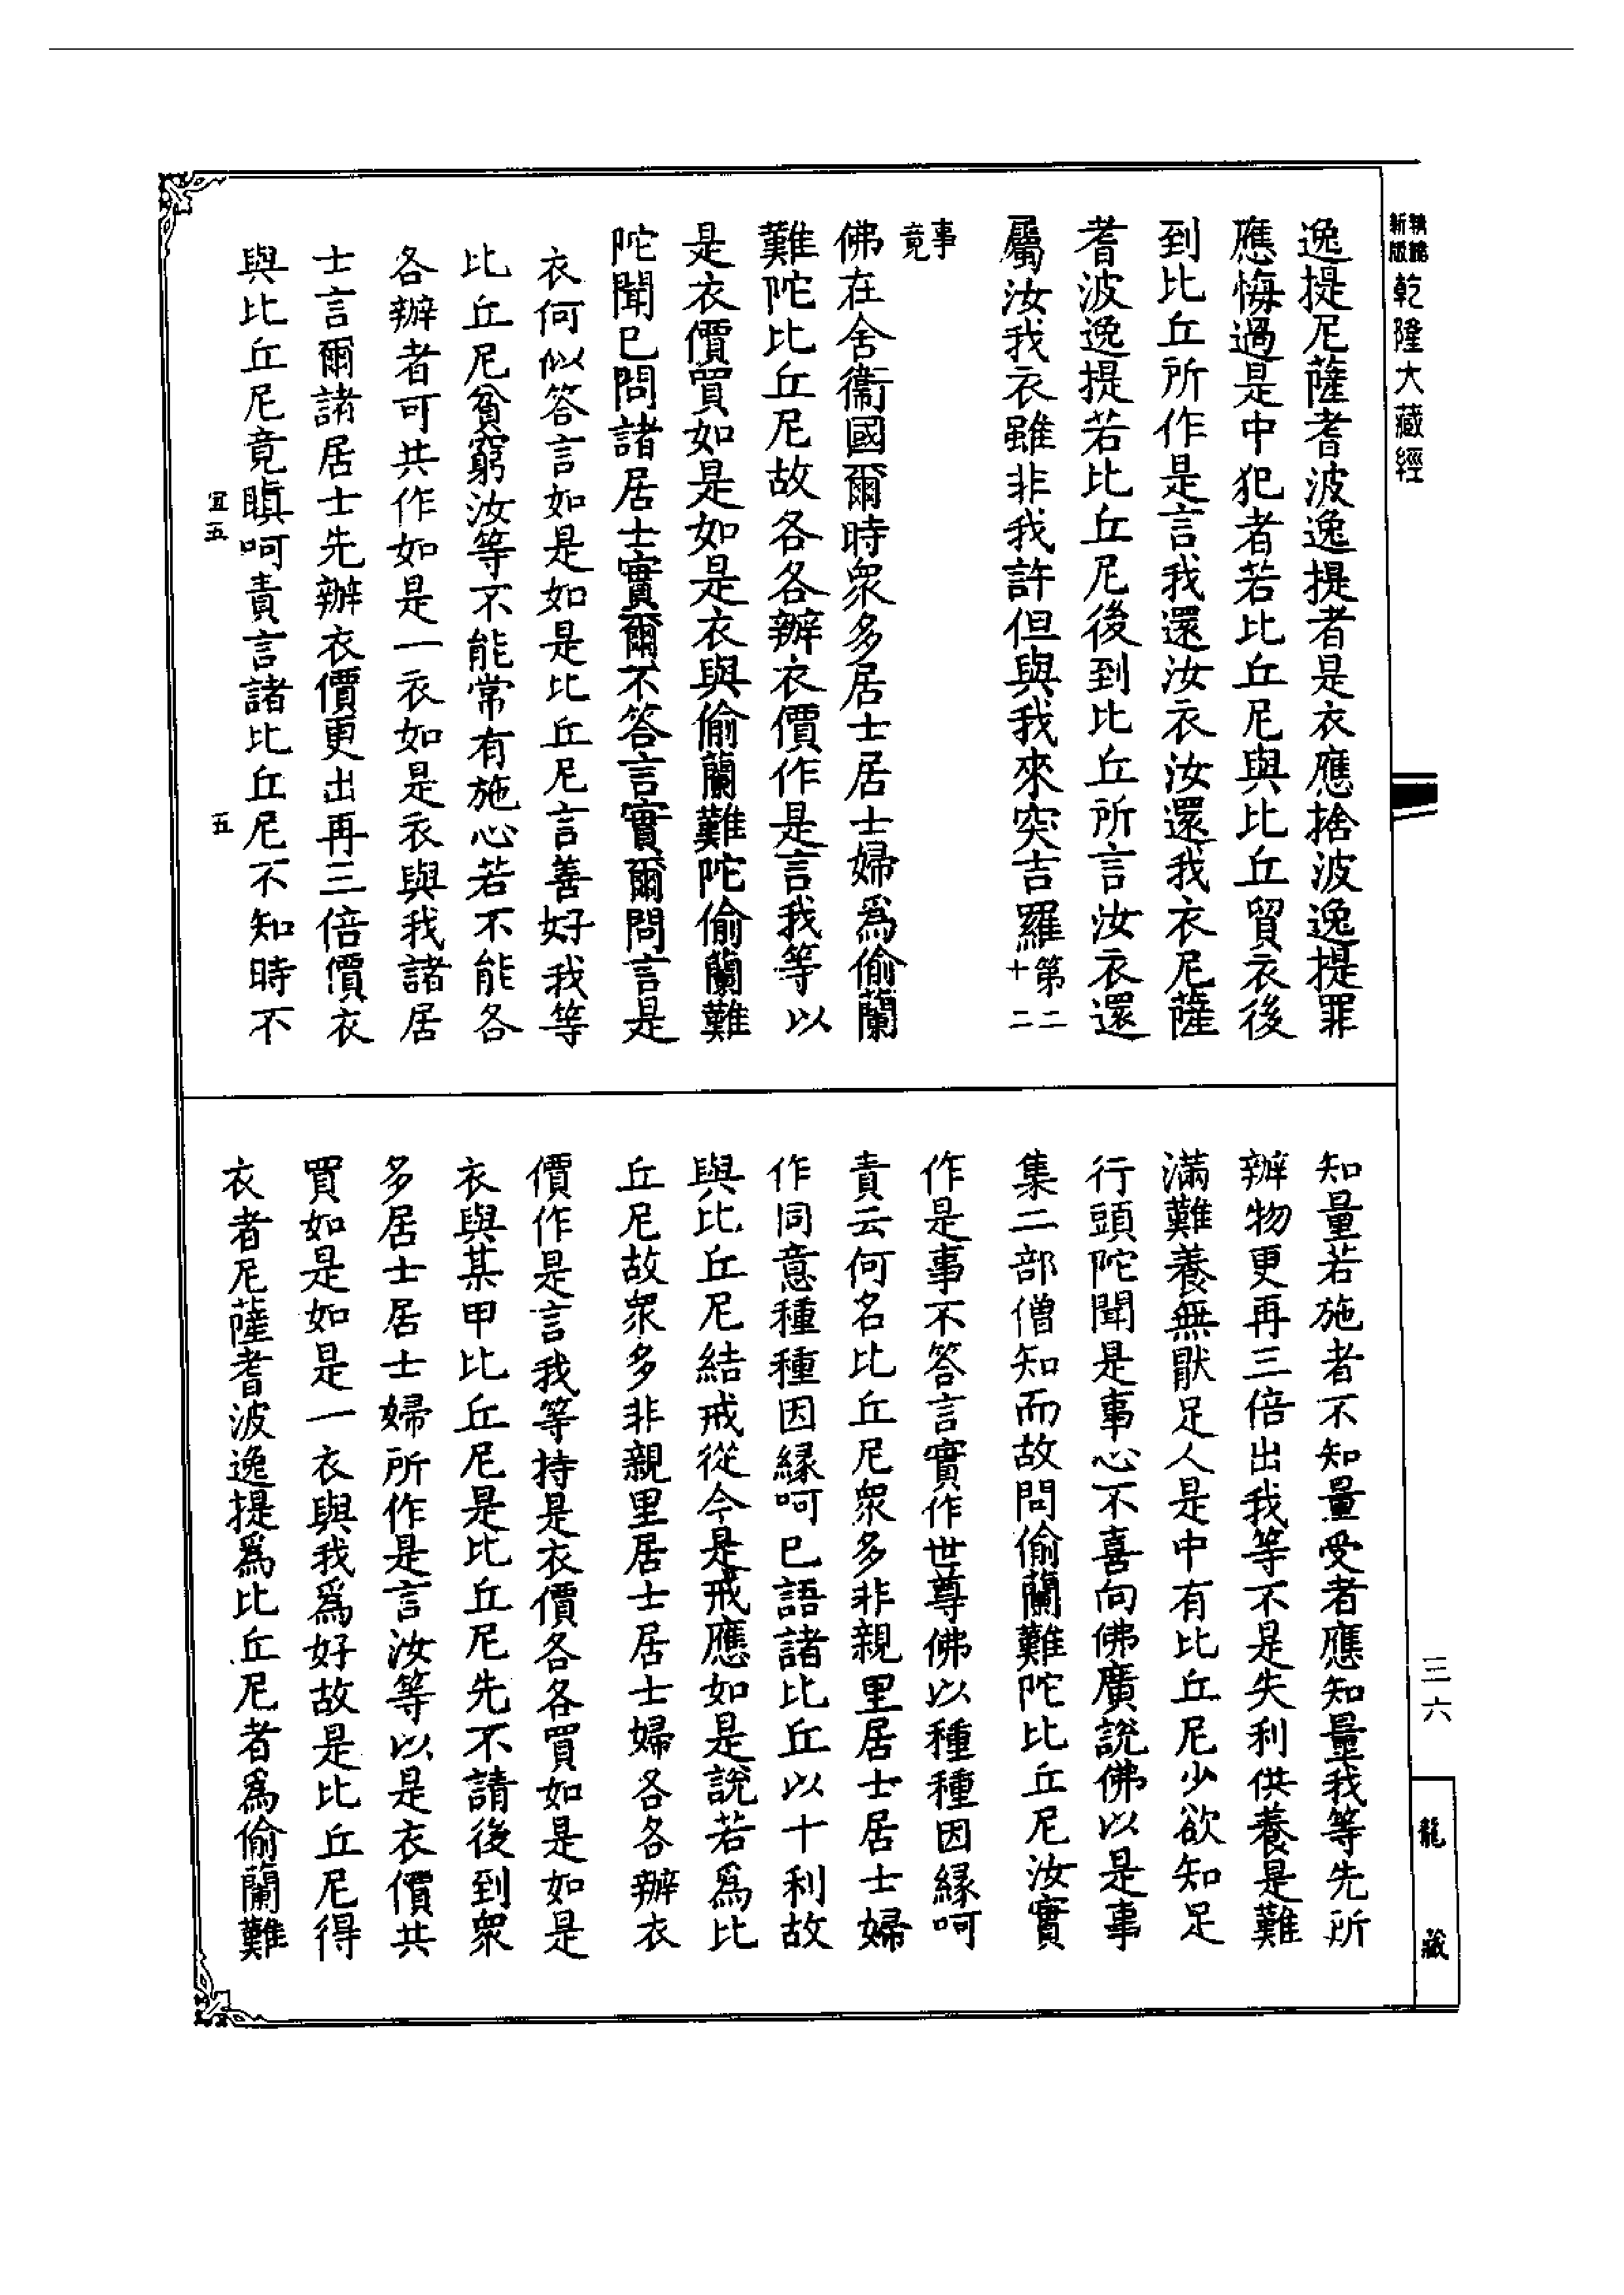 新版
乾隆大藏經
逸提尼薩耆波逸提者是衣應捨波逸提罪
應悔過是中犯者若比丘尼與比丘貿衣後
到比丘所作是言我還汝衣汝還我衣尼薩
耆波逸提若比丘尼後到比丘所言汝衣還
屬汝我衣雖非我許但與我來突吉羅第二十二
事竟
佛在舍衞國爾時衆多居士居士婦爲偷蘭
難陀比丘尼故各各辦衣價作是言我等以
是衣價買如是如是衣與偷蘭難陀偷蘭難
陀聞已問諸居士實爾不答言實爾問言是
衣何似答言如是如是比丘尼言善好我等
比丘尼貧窮汝等不能常有施心若不能各
各辦者可共作如是一衣如是衣與我諸居
士言爾諸居士先辦衣價更出再三倍價衣
與比丘尼竟瞋呵責言諸比丘尼不知時不
宜五
五
知量若施者不知量受者應知量我等先所
辦物更再三倍出我等不是失利供養是難
滿難養無猒足人是中有比丘尼少欲知足
行頭陀聞是事心不喜向佛廣說佛以是事
集二部僧知而故問偷蘭難陀比丘尼汝實
作是事不答言實作世尊佛以種種因緣呵
責云何名比丘尼衆多非親里居士居士婦
作同意種種因緣呵已語諸比丘以十利故
與比丘尼結戒從今是戒應如是說若爲比
丘尼故衆多非親里居士居士婦各各辦衣
價作是言我等持是衣價各各買如是如是
衣與某甲比丘尼是比丘尼先不請後到衆
多居士居士婦所作是言汝等以是衣價共
買如是如是一衣與我爲好故是比丘尼得
衣者尼薩耆波逸提爲比丘尼者爲偷蘭難
三六
龍藏